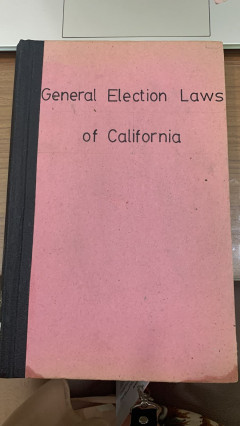 General Election Laws
of California